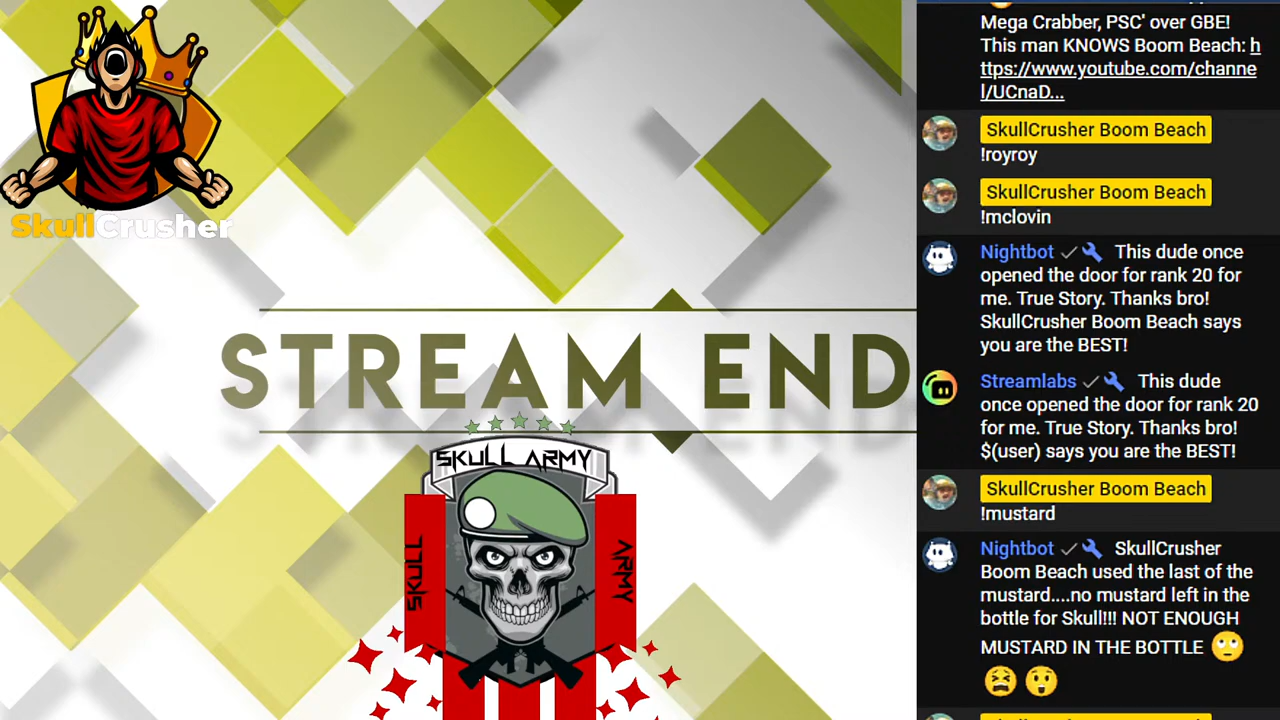 SkullCrusher
STREAM END
SKULL ARMY
SKULL
ARMY
Mega Crabber, PSC' over GBE!
This man KNOWS Boom Beach: h
ttps://www.youtube.com/channe
l/UCnaD...
SkullCrusher Boom Beach
!royroy
SkullCrusher Boom Beach
!mclovin
Nightbot This dude once
opened the door for rank 20 for
me. True Story. Thanks bro!
SkullCrusher Boom Beach says
you are the BEST!
Streamlabs This dude
once opened the door for rank 20
for me. True Story. Thanks bro!
$(user) says you are the BEST!
SkullCrusher Boom Beach
!mustard
Nightbot SkullCrusher
Boom Beach used the last of the
mustard....no mustard left in the
bottle for Skull!!! NOT ENOUGH
MUSTARD IN THE BOTTLE 🙄
😫 😲